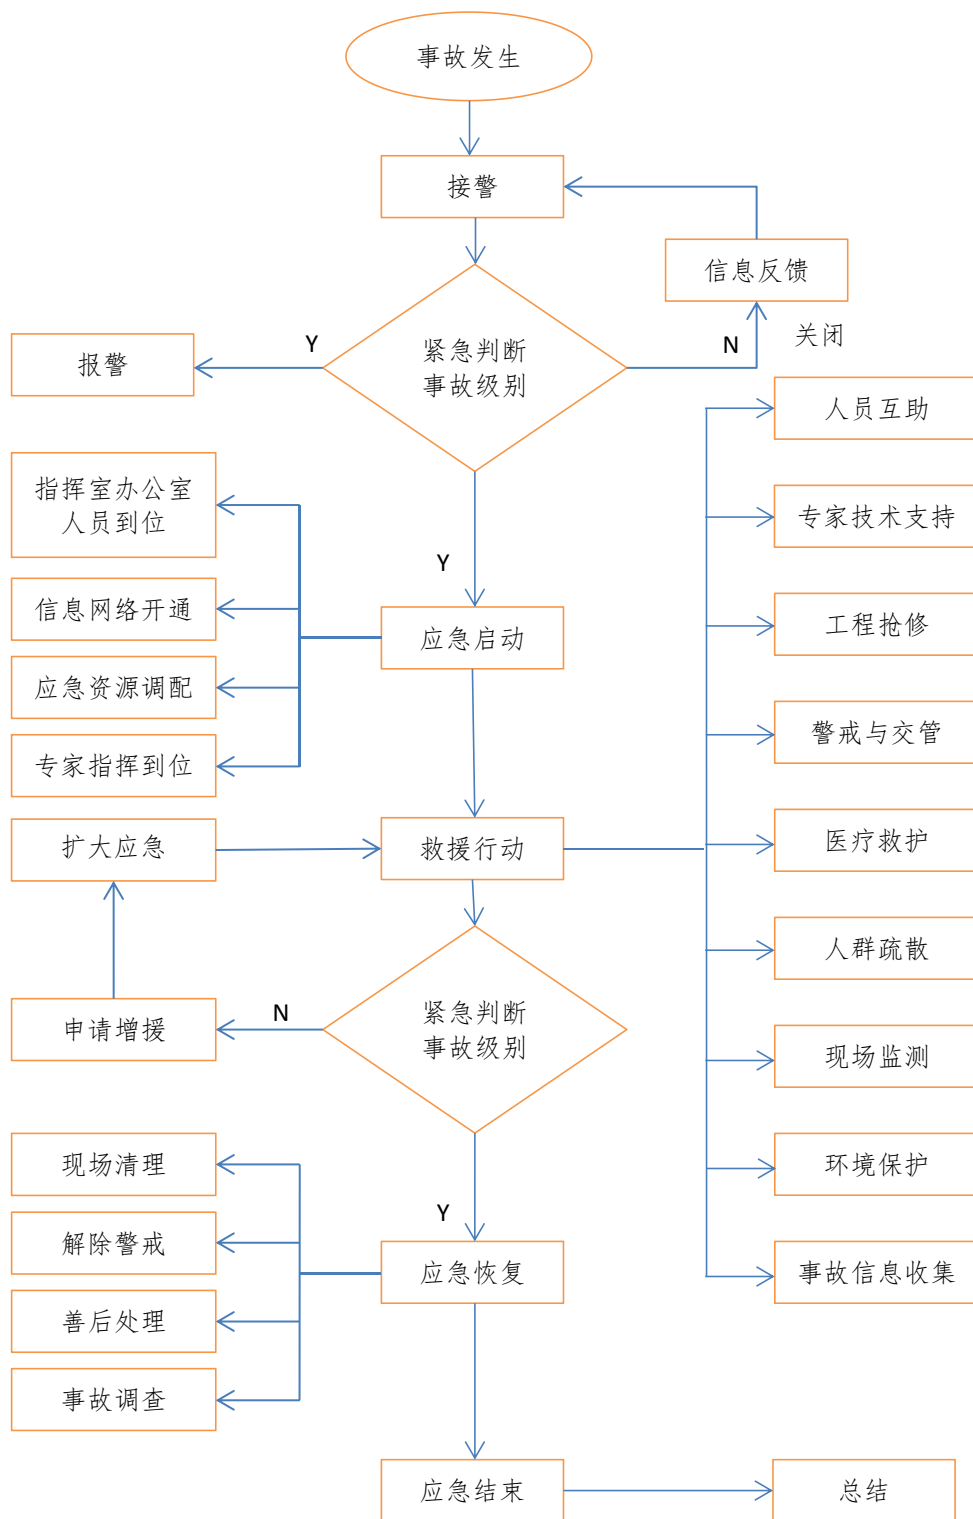 事故发生
接警
信息反馈
Y
N
关闭
报警
紧急判断
事故级别
人员互助
指挥室办公室
人员到位
专家技术支持
Y
信息网络开通
应急启动
工程抢修
应急资源调配
警戒与交管
专家指挥到位
扩大应急
救援行动
医疗救护
人群疏散
N
申请增援
紧急判断
事故级别
现场监测
现场清理
环境保护
Y
解除警戒
应急恢复
事故信息收集
善后处理
事故调查
应急结束
总结